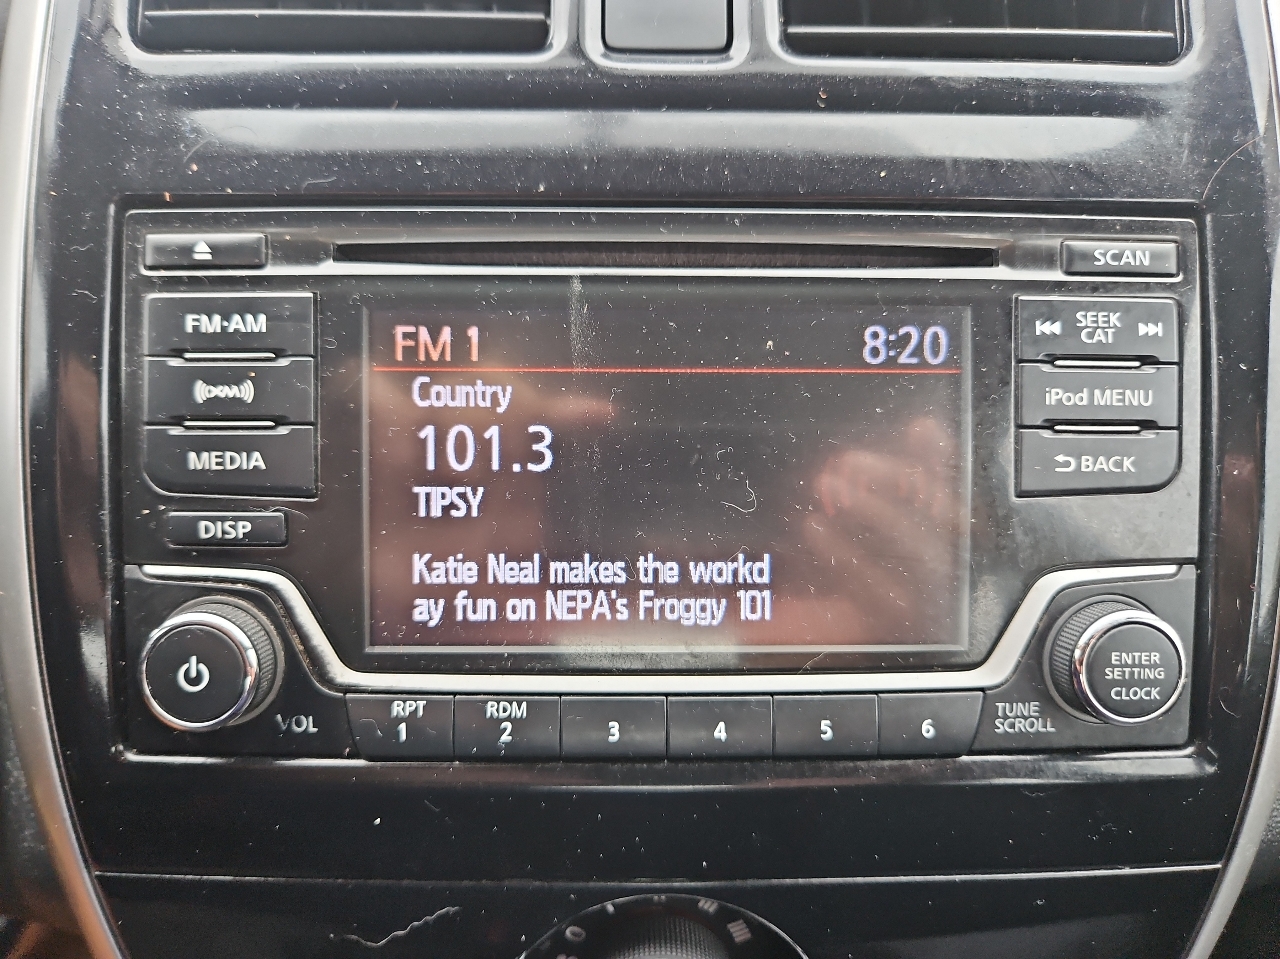 SCAN
FM·AM
SEEK
CAT
iPod MENU
BACK
((XM))
MEDIA
DISP
FM 1 8:20
Country
101.3
TIPSY
Katie Neal makes the workd
ay fun on NEPA's Froggy 101
VOL
RPT
1
RDM
2
3
4
5
6
TUNE
SCROLL
ENTER
SETTING
CLOCK
0